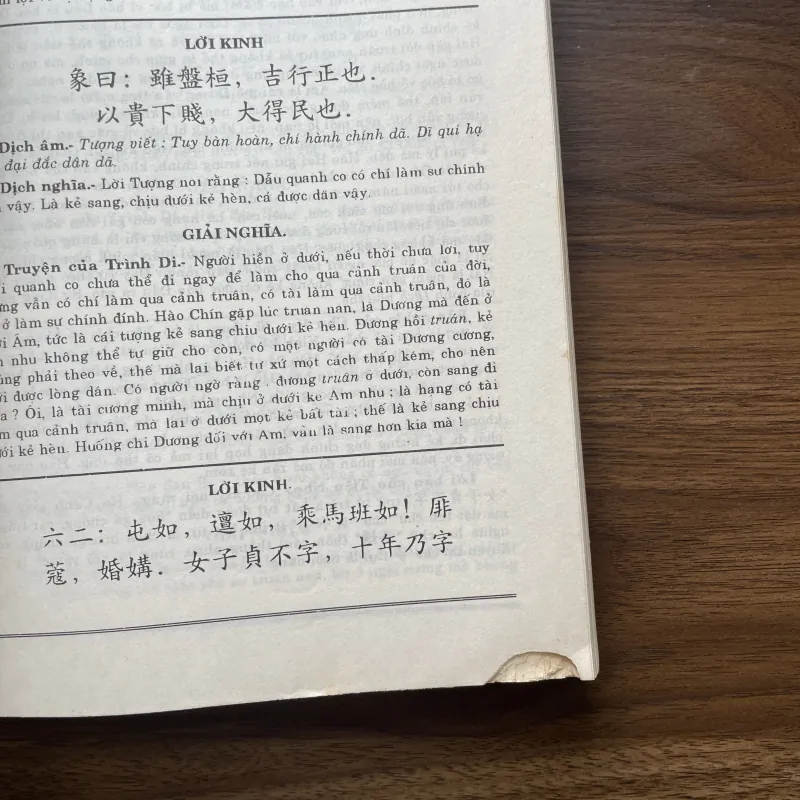 LỜI KINH
象曰：雖盤桓，吉行正也.
以貴下賤，大得民也.
Dịch âm.- Tượng viết : Tuy bàn hoàn, chí hành chính dã. Dĩ quí hạ
đại đắc dân dã.
Dịch nghĩa.- Lời Tượng nói rằng : Dẫu quanh co có chí làm sự chính
vậy. Là kẻ sang, chịu dưới kẻ hèn, cả được dân vậy.
GIẢI NGHĨA.
Truyện của Trình Di.- Người hiền ở dưới, nếu thời chưa lợi, tuy
quanh co chưa thể đi ngay để làm cho qua cảnh truân của đời,
vẫn có chí làm qua cảnh truân, có tài làm qua cảnh truân, đó là
ở làm sự chính đính. Hào Chín gặp lúc truân nan, là Dương mà đến ở
Âm, tức là cái tượng kẻ sang chịu dưới kẻ hèn. Đương hồi truân, kẻ
nhu không thể tự giữ cho còn, có một người có tài Dương cương,
phải theo về, thế mà lại biết tự xử một cách thấp kém, cho nên
được lòng dân. Có người ngờ rằng : đương truân ở dưới, còn sang đi
? Ôi, là tài cương minh, mà chịu ở dưới kẻ Âm nhu ; là hạng có tài
qua cảnh truân, mà lại ở dưới một kẻ bất tài ; thế là kẻ sang chịu
kẻ hèn. Huống chi Dương đối với Âm, vẫn là sang hơn kia mà !
LỜI KINH.
六二：屯如，邅如，乘馬班如！匪
蔻，婚媾. 女子貞不字，十年乃字